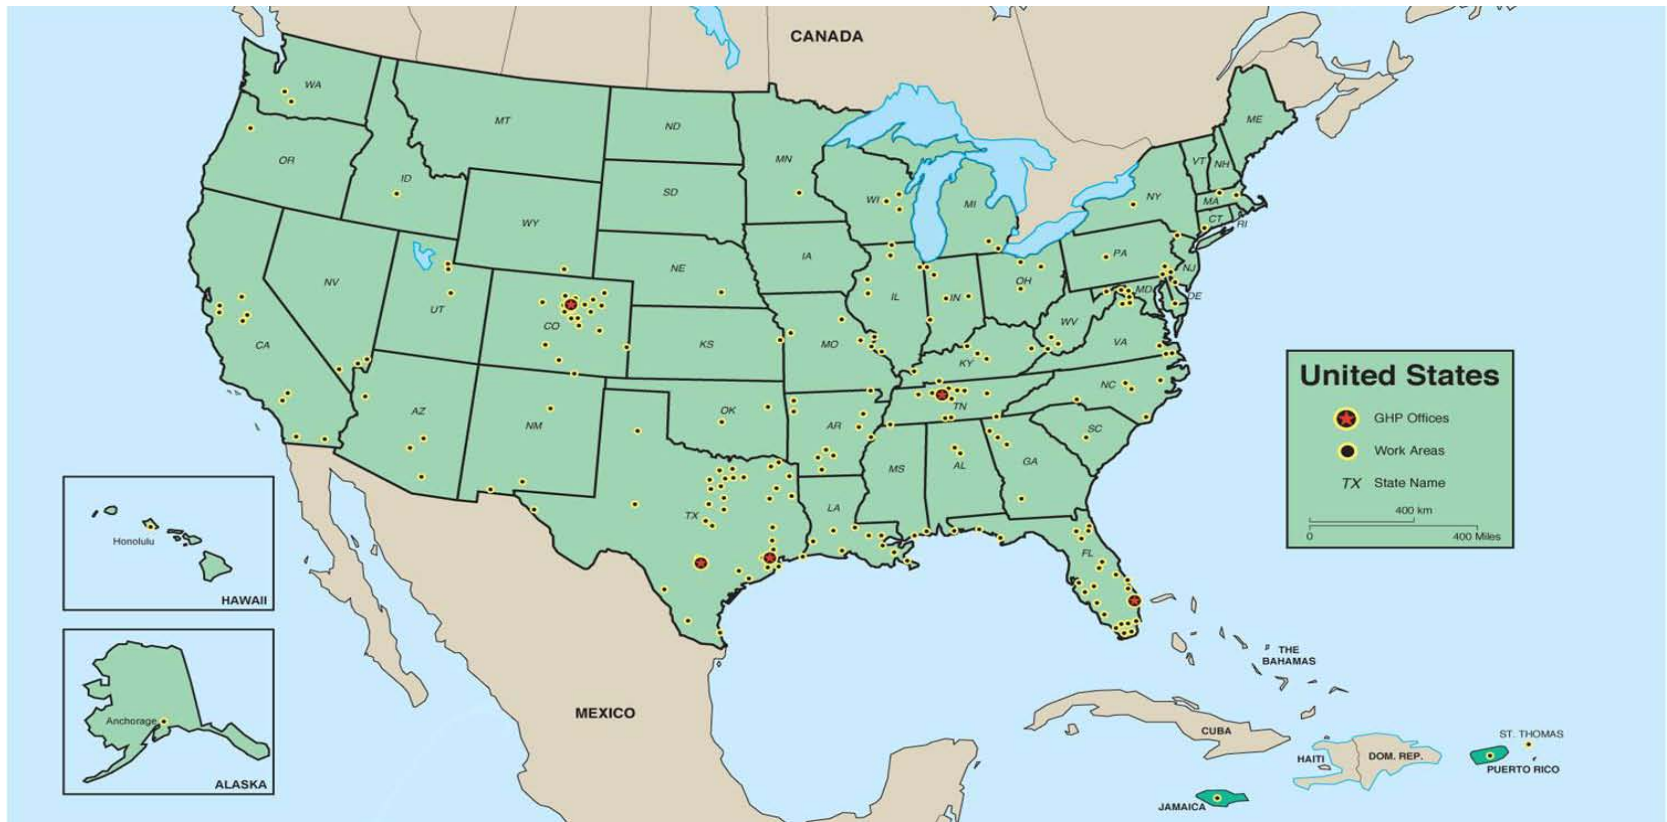 CANADA
WA
MT
ND
MN
ME
OR
ID
SD
WI
MI
NY
VT
NH
MA
CT
RI
WY
NV
UT
NE
IA
IL
IN
OH
PA
NJ
MD
DE
CA
CO
KS
MO
KY
WV
VA
AZ
NM
OK
AR
TN
NC
SC
TX
LA
MS
AL
GA
FL
United States
GHP Offices
Work Areas
TX State Name
400 km
0 400 Miles
Honolulu
HAWAII
Anchorage
ALASKA
MEXICO
THE
BAHAMAS
CUBA
HAITI
DOM. REP.
ST. THOMAS
PUERTO RICO
JAMAICA